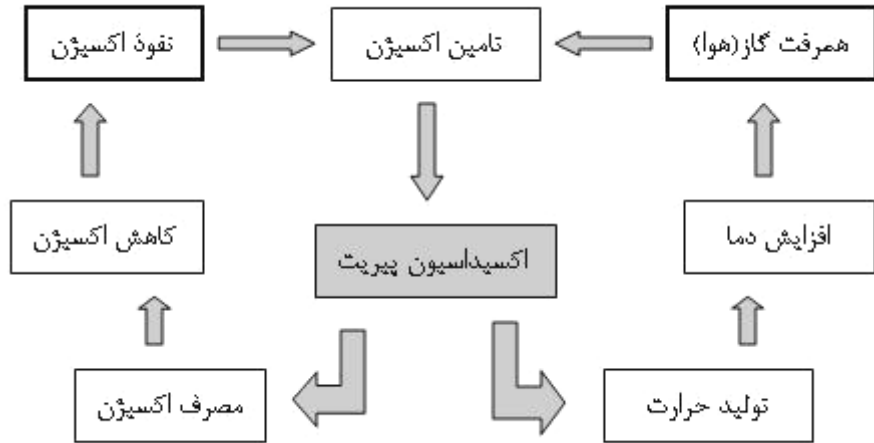 همرفت گاز(هوا)
تامین اکسیژن
نفوذ اکسیژن
افزایش دما
اکسیداسیون پیریت
کاهش اکسیژن
تولید حرارت
مصرف اکسیژن